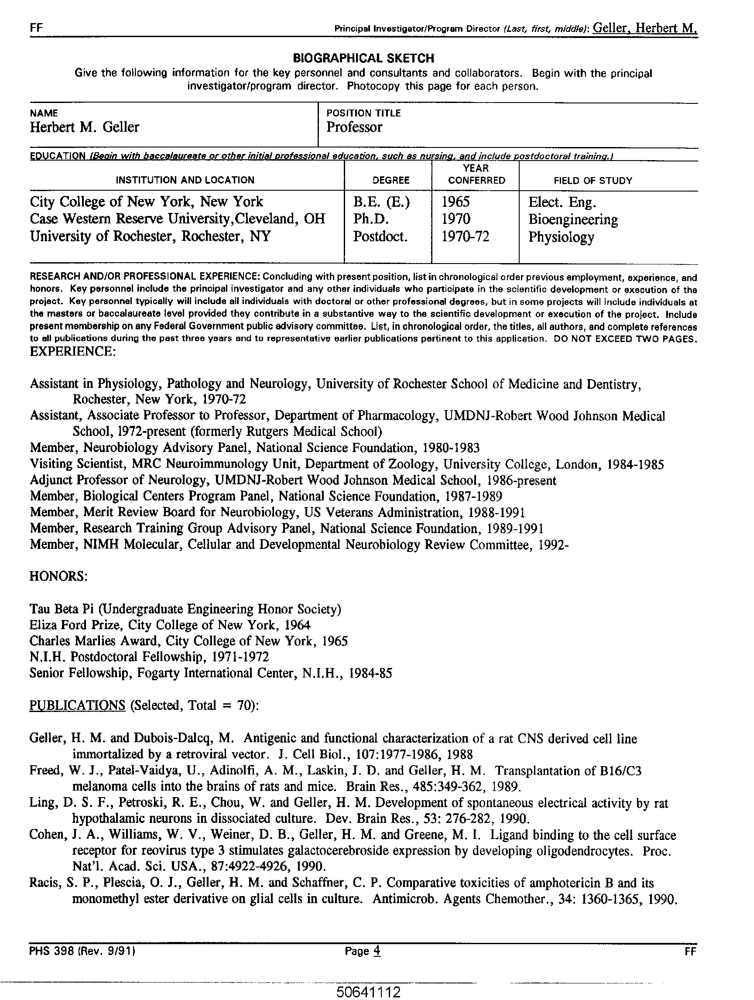 FF Principal Investigator/Program Director (Last, first, middle): Geller, Herbert M.
BIOGRAPHICAL SKETCH
Give the following information for the key personnel and consultants and collaborators. Begin with the principal
investigator/program director. Photocopy this page for each person.
NAME POSITION TITLE
Herbert M. Geller Professor
EDUCATION (Begin with baccalaureate or other initial professional education, such as nursing, and include postdoctoral training.)
INSTITUTION AND LOCATION DEGREE YEAR CONFERRED FIELD OF STUDY
City College of New York, New York B.E. (E.) 1965 Elect. Eng.
Case Western Reserve University,Cleveland, OH Ph.D. 1970 Bioengineering
University of Rochester, Rochester, NY Postdoct. 1970-72 Physiology
RESEARCH AND/OR PROFESSIONAL EXPERIENCE: Concluding with present position, list in chronological order previous employment, experience, and
honors. Key personnel include the principal investigator and any other individuals who participate in the scientific development or execution of the
project. Key personnel typically will include all individuals with doctoral or other professional degrees, but in some projects will include individuals at
the masters or baccalaureate level provided they contribute in a substantive way to the scientific development or execution of the project. Include
present membership on any Federal Government public advisory committee. List, in chronological order, the titles, all authors, and complete references
to all publications during the past three years and to representative earlier publications pertinent to this application. DO NOT EXCEED TWO PAGES.
EXPERIENCE:
Assistant in Physiology, Pathology and Neurology, University of Rochester School of Medicine and Dentistry,
Rochester, New York, 1970-72
Assistant, Associate Professor to Professor, Department of Pharmacology, UMDNJ-Robert Wood Johnson Medical
School, 1972-present (formerly Rutgers Medical School)
Member, Neurobiology Advisory Panel, National Science Foundation, 1980-1983
Visiting Scientist, MRC Neuroimmunology Unit, Department of Zoology, University College, London, 1984-1985
Adjunct Professor of Neurology, UMDNJ-Robert Wood Johnson Medical School, 1986-present
Member, Biological Centers Program Panel, National Science Foundation, 1987-1989
Member, Merit Review Board for Neurobiology, US Veterans Administration, 1988-1991
Member, Research Training Group Advisory Panel, National Science Foundation, 1989-1991
Member, NIMH Molecular, Cellular and Developmental Neurobiology Review Committee, 1992-
HONORS:
Tau Beta Pi (Undergraduate Engineering Honor Society)
Eliza Ford Prize, City College of New York, 1964
Charles Marlies Award, City College of New York, 1965
N.I.H. Postdoctoral Fellowship, 1971-1972
Senior Fellowship, Fogarty International Center, N.I.H., 1984-85
PUBLICATIONS (Selected, Total = 70):
Geller, H. M. and Dubois-Dalcq, M. Antigenic and functional characterization of a rat CNS derived cell line
immortalized by a retroviral vector. J. Cell Biol., 107:1977-1986, 1988
Freed, W. J., Patel-Vaidya, U., Adinolfi, A. M., Laskin, J. D. and Geller, H. M. Transplantation of B16/C3
melanoma cells into the brains of rats and mice. Brain Res., 485:349-362, 1989.
Ling, D. S. F., Petroski, R. E., Chou, W. and Geller, H. M. Development of spontaneous electrical activity by rat
hypothalamic neurons in dissociated culture. Dev. Brain Res., 53: 276-282, 1990.
Cohen, J. A., Williams, W. V., Weiner, D. B., Geller, H. M. and Greene, M. I. Ligand binding to the cell surface
receptor for reovirus type 3 stimulates galactocerebroside expression by developing oligodendrocytes. Proc.
Nat'l. Acad. Sci. USA., 87:4922-4926, 1990.
Racis, S. P., Plescia, O. J., Geller, H. M. and Schaffner, C. P. Comparative toxicities of amphotericin B and its
monomethyl ester derivative on glial cells in culture. Antimicrob. Agents Chemother., 34: 1360-1365, 1990.
PHS 398 (Rev. 9/91) Page 4 FF
50641112